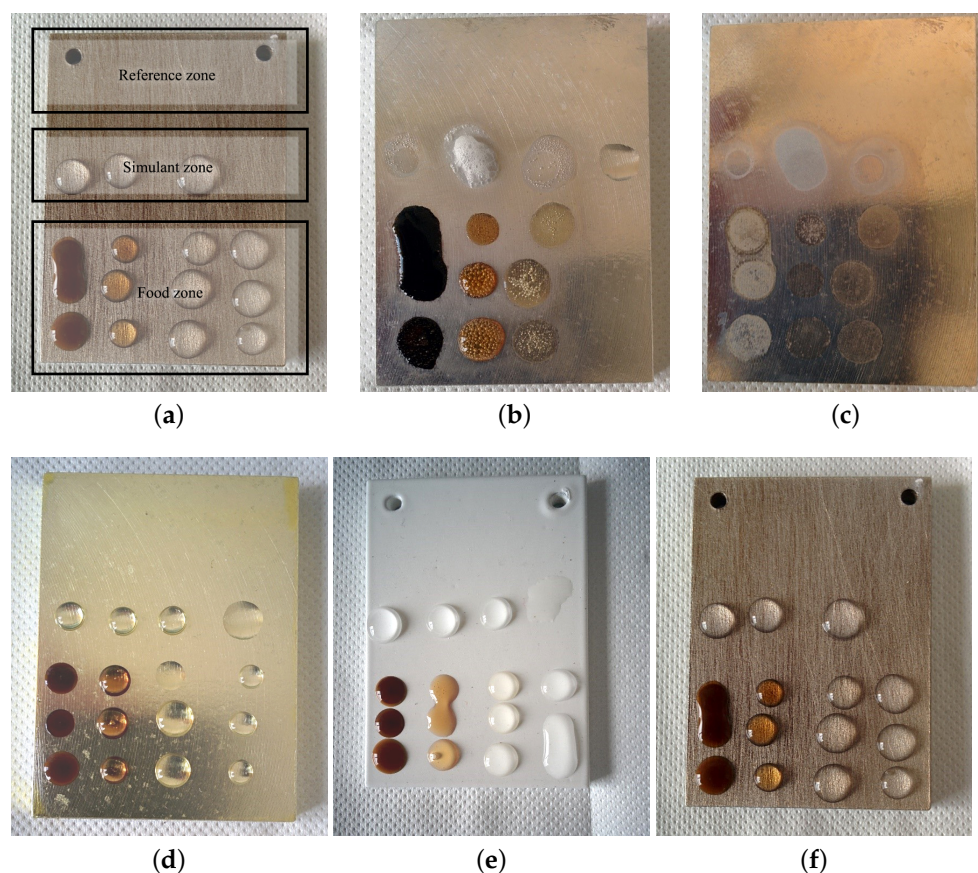 Reference zone
Simulant zone
Food zone
(a)
(b)
(c)
(d)
(e)
(f)